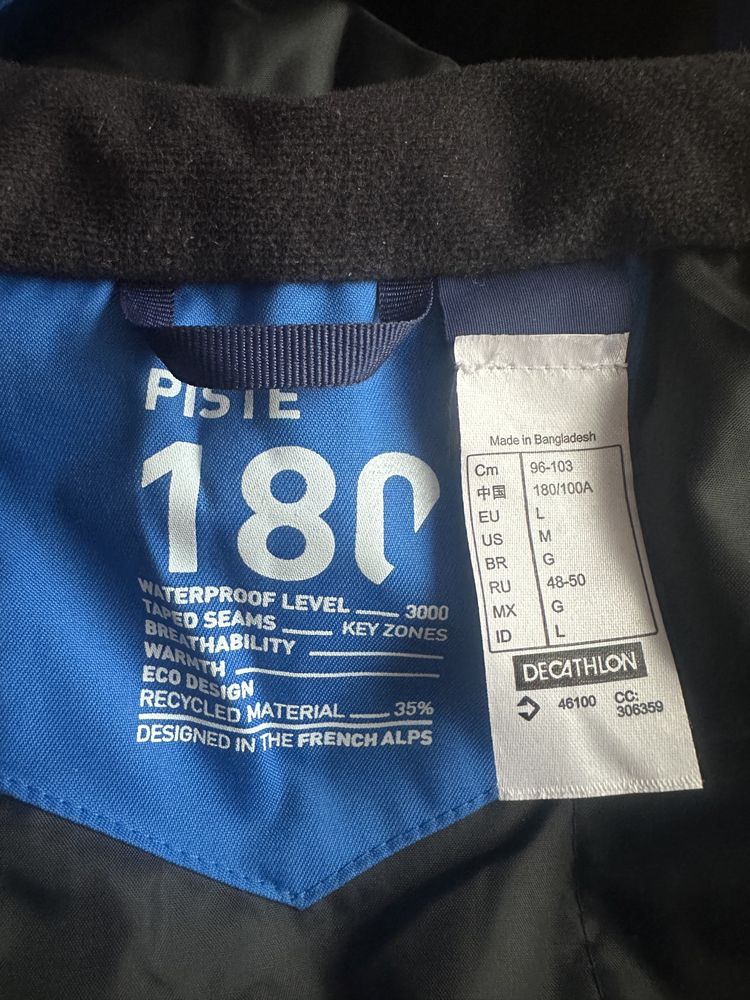 PISTE
180
WATERPROOF LEVEL 3000
TAPED SEAMS KEY ZONES
BREATHABILITY
WARMTH
ECO DESIGN
RECYCLED MATERIAL 35%
DESIGNED IN THE FRENCH ALPS
Made in Bangladesh
Cm 96-103
中国 180/100A
EU L
US M
BR G
RU 48-50
MX G
ID L
DECATHLON
46100 CC:
306359